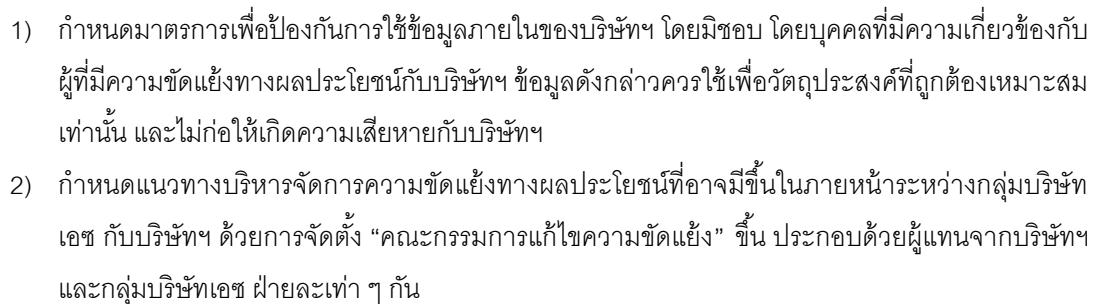 1) กำหนดมาตรการเพื่อป้องกันการใช้ข้อมูลภายในของบริษัทฯ โดยมิชอบ โดยบุคคลที่มีความเกี่ยวข้องกับ
ผู้ที่มีความขัดแย้งทางผลประโยชน์กับบริษัทฯ ข้อมูลดังกล่าวควรใช้เพื่อวัตถุประสงค์ที่ถูกต้องเหมาะสม
เท่านั้น และไม่ก่อให้เกิดความเสียหายกับบริษัทฯ
2) กำหนดแนวทางบริหารจัดการความขัดแย้งทางผลประโยชน์ที่อาจมีขึ้นในภายหน้าระหว่างกลุ่มบริษัท
เอซ กับบริษัทฯ ด้วยการจัดตั้ง “คณะกรรมการแก้ไขความขัดแย้ง” ขึ้น ประกอบด้วยผู้แทนจากบริษัทฯ
และกลุ่มบริษัทเอซ ฝ่ายละเท่า ๆ กัน